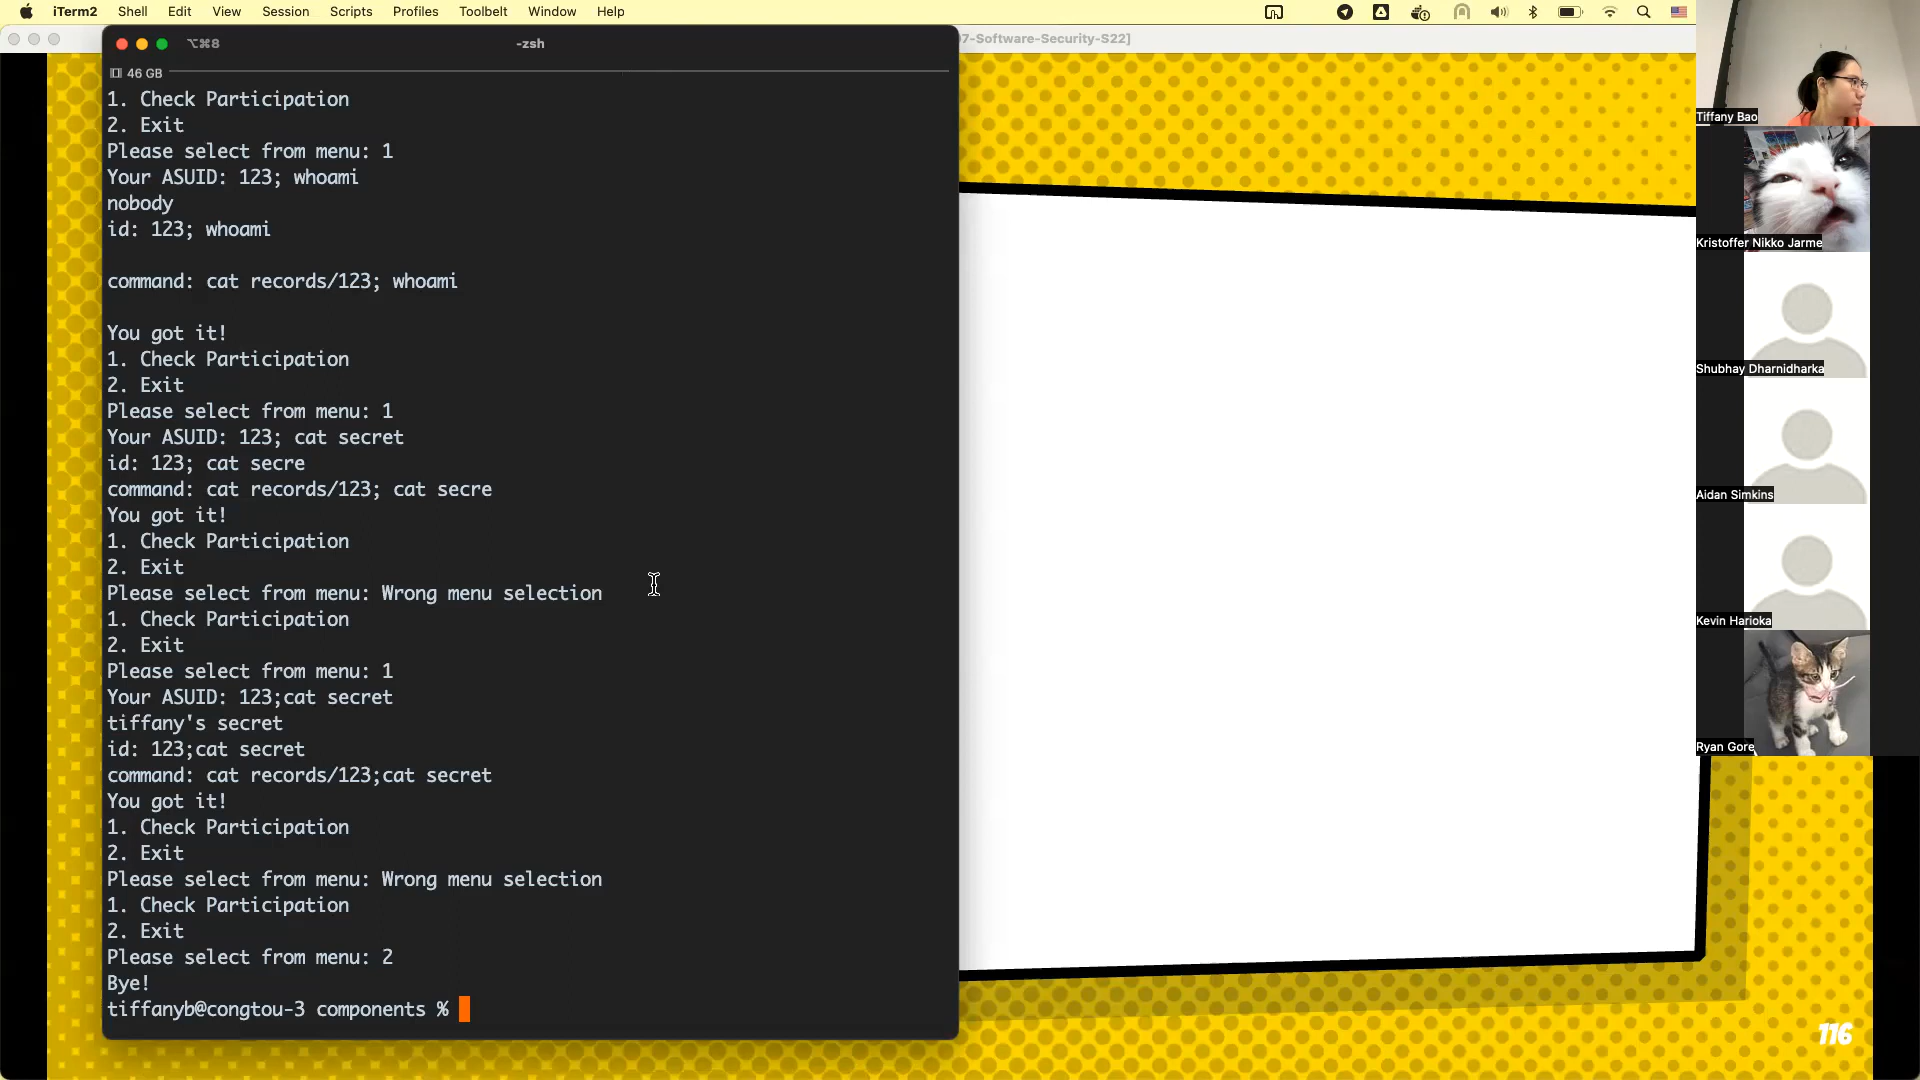 iTerm2 Shell Edit View Session Scripts Profiles Toolbelt Window Help
⌥⌘8 -zsh
7-Software-Security-S22]
46 GB
1. Check Participation
2. Exit
Please select from menu: 1
Your ASUID: 123; whoami
nobody
id: 123; whoami
command: cat records/123; whoami
You got it!
1. Check Participation
2. Exit
Please select from menu: 1
Your ASUID: 123; cat secret
id: 123; cat secre
command: cat records/123; cat secre
You got it!
1. Check Participation
2. Exit
Please select from menu: Wrong menu selection
1. Check Participation
2. Exit
Please select from menu: 1
Your ASUID: 123;cat secret
tiffany's secret
id: 123;cat secret
command: cat records/123;cat secret
You got it!
1. Check Participation
2. Exit
Please select from menu: Wrong menu selection
1. Check Participation
2. Exit
Please select from menu: 2
Bye!
tiffanyb@congtou-3 components %
Tiffany Bao
Kristoffer Nikko Jarme
Shubhay Dharnidharka
Aidan Simkins
Kevin Harioka
Ryan Gore
116